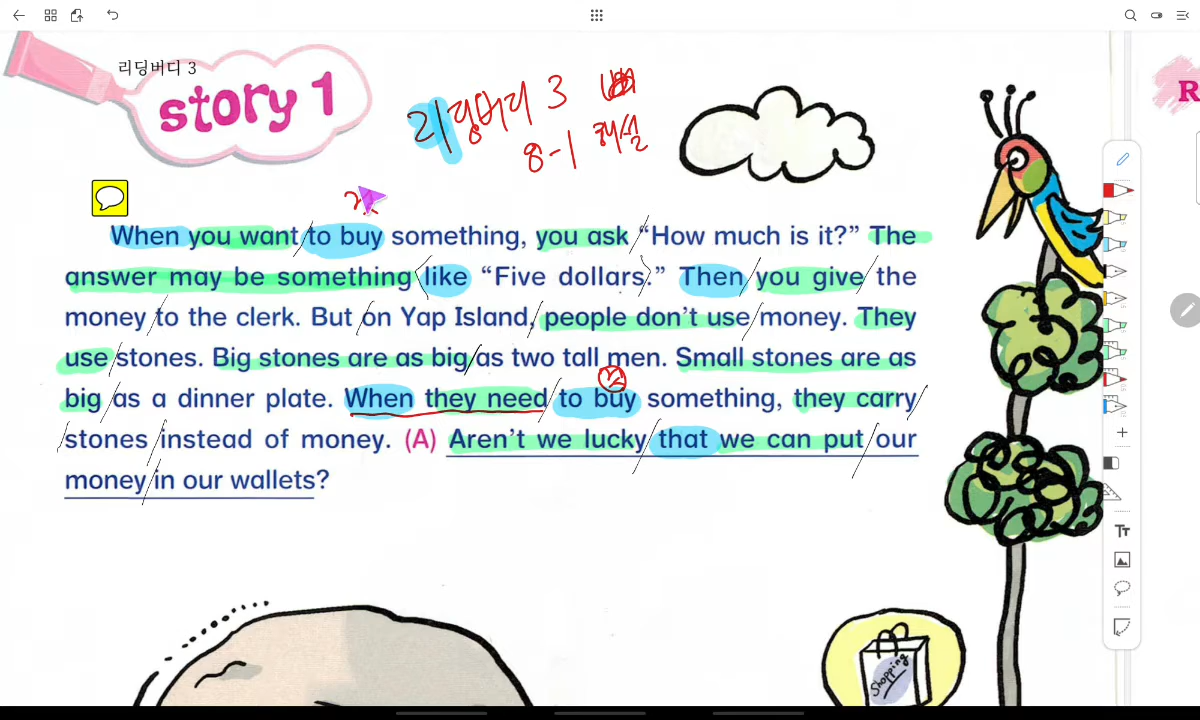 리딩버디 3
story 1
리딩버디 3
8-1 해설
When you want to buy something, you ask “How much is it?” The
answer may be something like “Five dollars.” Then you give the
money to the clerk. But on Yap Island, people don’t use money. They
use stones. Big stones are as big as two tall men. Small stones are as
big as a dinner plate. When they need to buy something, they carry
stones instead of money. (A) Aren’t we lucky that we can put our
money in our wallets?
Shopping
R
Tt